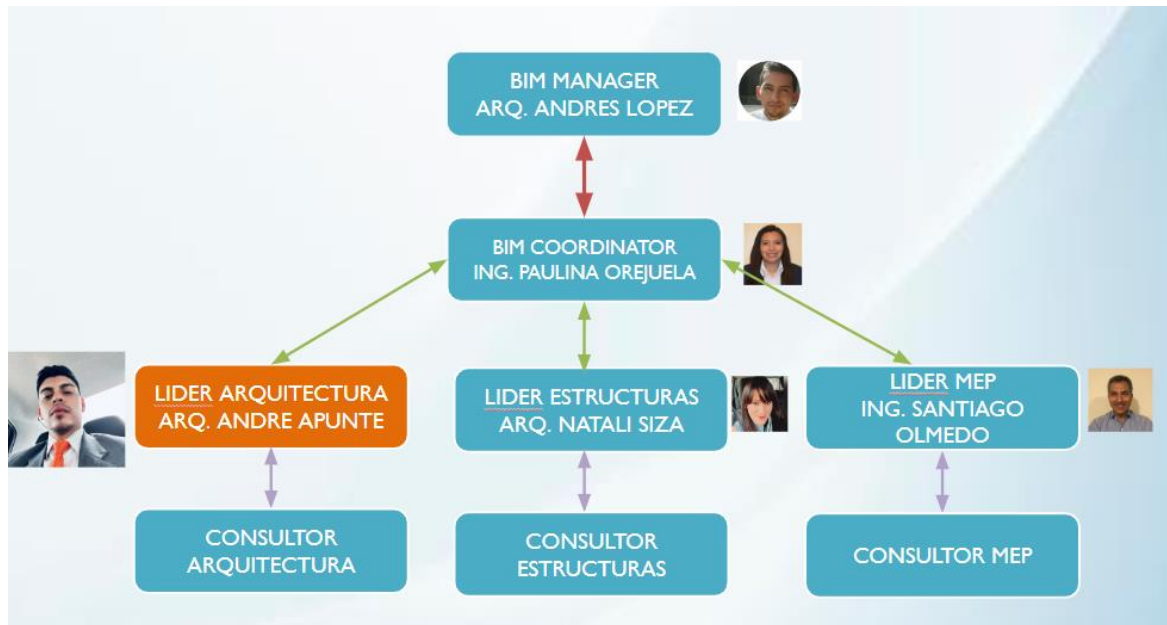 BIM MANAGER
ARQ. ANDRES LOPEZ
BIM COORDINATOR
ING. PAULINA OREJUELA
LIDER ARQUITECTURA
ARQ. ANDRE APUNTE
LIDER ESTRUCTURAS
ARQ. NATALI SIZA
LIDER MEP
ING. SANTIAGO
OLMEDO
CONSULTOR
ARQUITECTURA
CONSULTOR
ESTRUCTURAS
CONSULTOR MEP